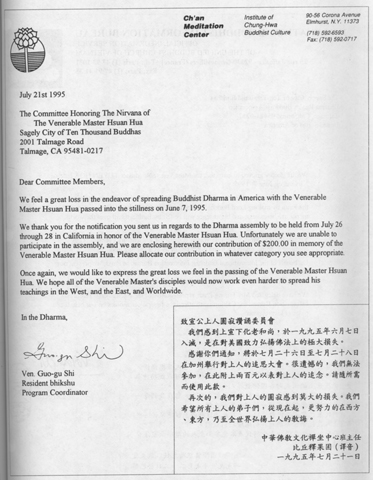 Ch'an
Meditation
Center
Institute of
Chung-Hwa
Buddhist Culture
90-56 Corona Avenue
Elmhurst, N.Y. 11373
(718) 592-6593
Fax: (718) 592-0717
July 21st 1995
The Committee Honoring The Nirvana of
The Venerable Master Hsuan Hua
Sagely City of Ten Thousand Buddhas
2001 Talmage Road
Talmage, CA 95481-0217
Dear Committee Members,
We feel a great loss in the endeavor of spreading Buddhist Dharma in America with the Venerable
Master Hsuan Hua passed into the stillness on June 7, 1995.
We thank you for the notification you sent us in regards to the Dharma assembly to be held from July 26
through 28 in California in honor of the Venerable Master Hsuan Hua. Unfortunately we are unable to
participate in the assembly, and we are enclosing herewith our contribution of $200.00 in memory of the
Venerable Master Hsuan Hua. Please allocate our contribution in whatever category you see appropriate.
Once again, we would like to express the great loss we feel in the passing of the Venerable Master Hsuan
Hua. We hope all of the Venerable Master's disciples would now work even harder to spread his
teachings in the West, and the East, and Worldwide.
In the Dharma,
Guo-gu Shi
Ven. Guo-gu Shi
Resident bhikshu
Program Coordinator
致宣公上人圓寂讚頌委員會
我們感到上宣下化老和尚，於一九九五年六月七日
入滅，是在對美國致力弘揚佛法上的極大損失。
感謝你們通知，將於七月二十六日至七月二十八日
在加州舉行對上人的追思大會。很遺憾的，我們無法
參加，在此附上兩百元以表對上人的追念。請隨所需
而使用此款。
再次的，我們對上人的圓寂感到莫大的損失。我們
希望所有上人的弟子們，從現在起，更努力的在西方
、東方，乃至全世界弘揚上人的教誨。
中華佛教文化禪坐中心班主任
比丘釋果固（譯音）
一九九五年七月二十一日